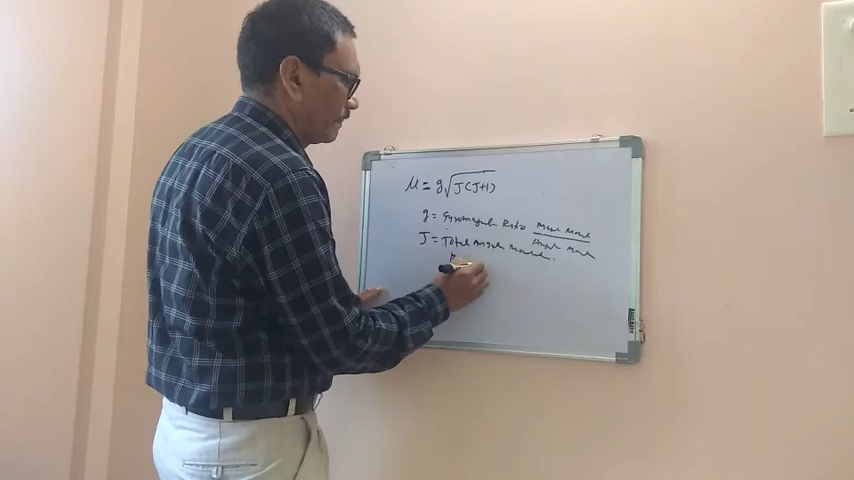 μ = g√J(J+1)
g = Gyromagnetic Ratio Magnetic Moment / Angular Moment
J = Total Angular Momentum.